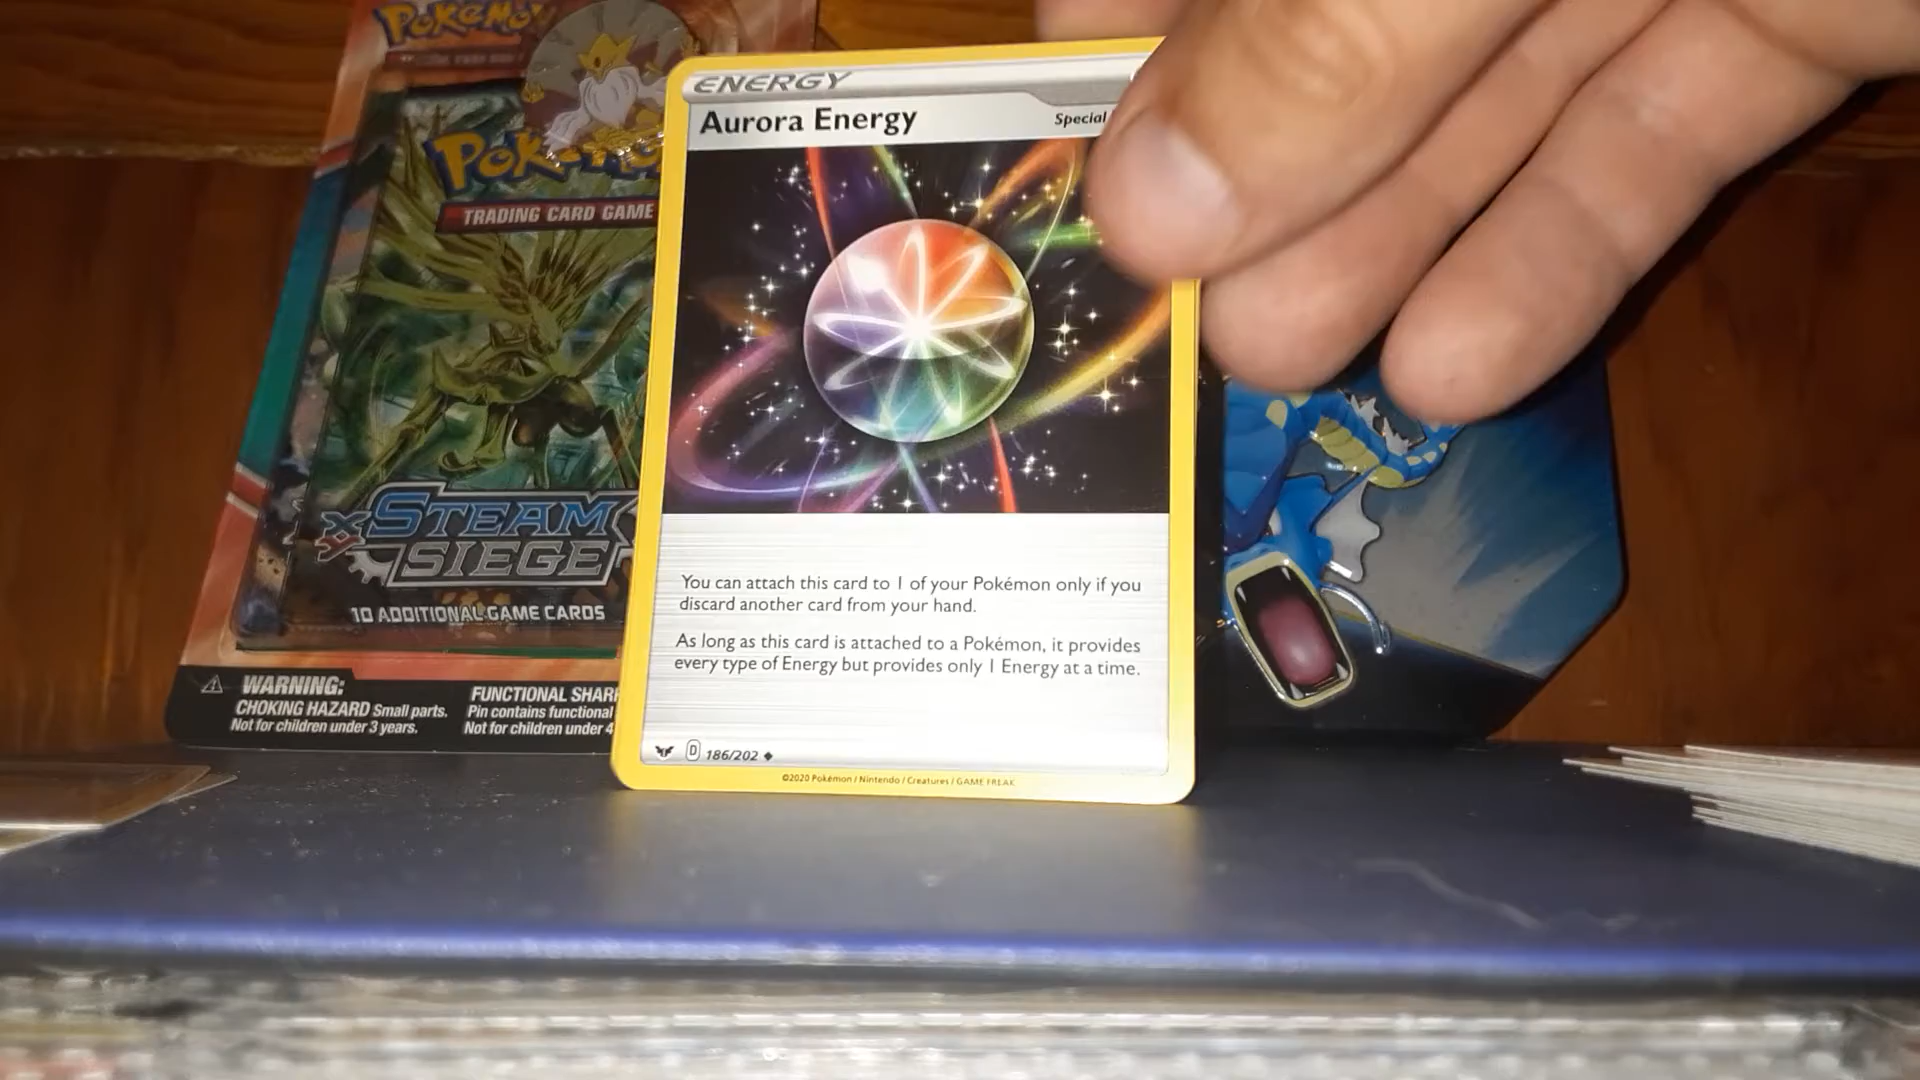 POKéMON
POKéMO
TRADING CARD GAME
XY
STEAM
SIEGE
10 ADDITIONAL GAME CARDS
WARNING:
CHOKING HAZARD Small parts.
Not for children under 3 years.
FUNCTIONAL SHAR
Pin contains functional
Not for children under 4
ENERGY
Aurora Energy
Special
You can attach this card to 1 of your Pokémon only if you
discard another card from your hand.
As long as this card is attached to a Pokémon, it provides
every type of Energy but provides only 1 Energy at a time.
D 186/202
©2020 Pokémon / Nintendo / Creatures / GAME FREAK